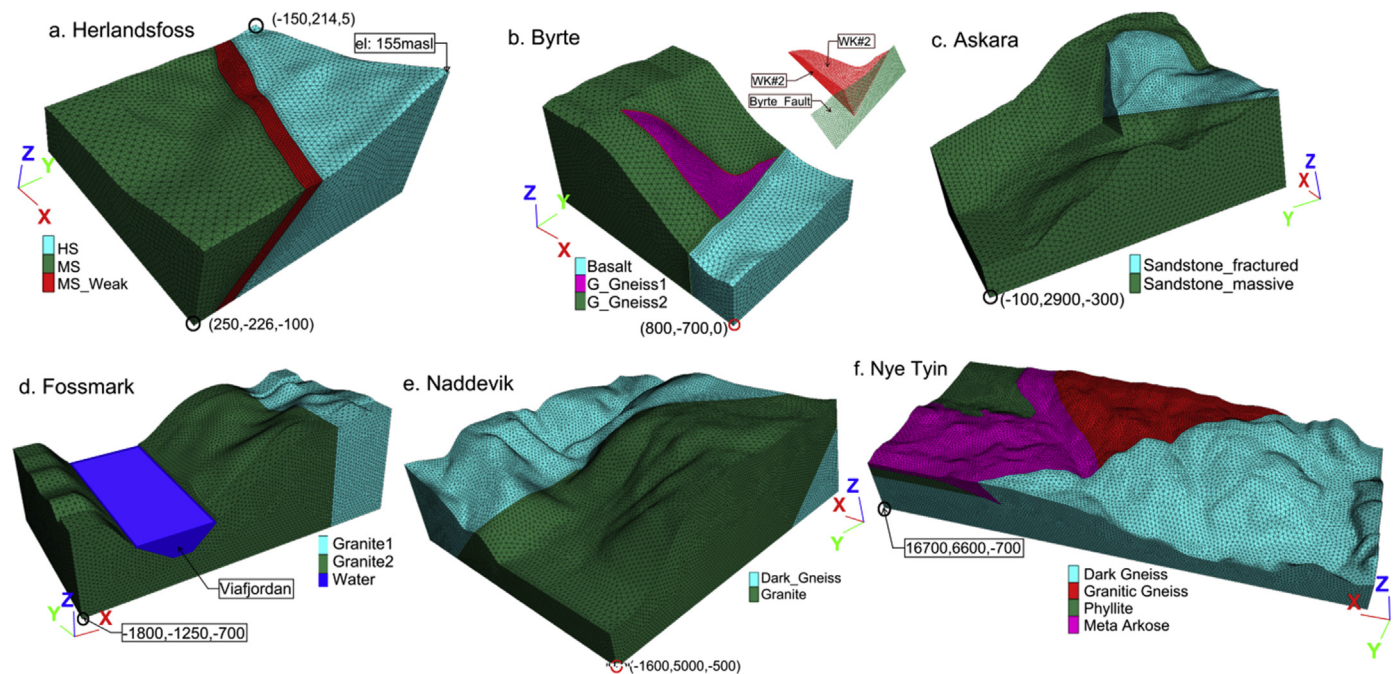 a. Herlandsfoss
(-150,214,5)
el: 155masl
Z
Y
X
HS
MS
MS_Weak
(250,-226,-100)
b. Byrte
WK#2
WK#2
Byrte_Fault
Z
Y
X
Basalt
G_Gneiss1
G_Gneiss2
(800,-700,0)
c. Askara
Z
X
Y
Sandstone_fractured
Sandstone_massive
(-100,2900,-300)
d. Fossmark
Granite1
Granite2
Water
Viafjordan
Z
Y
X
-1800,-1250,-700
e. Naddevik
Z
X
Y
Dark_Gneiss
Granite
(-1600,5000,-500)
f. Nye Tyin
16700,6600,-700
Dark Gneiss
Granitic Gneiss
Phyllite
Meta Arkose
Z
X
Y